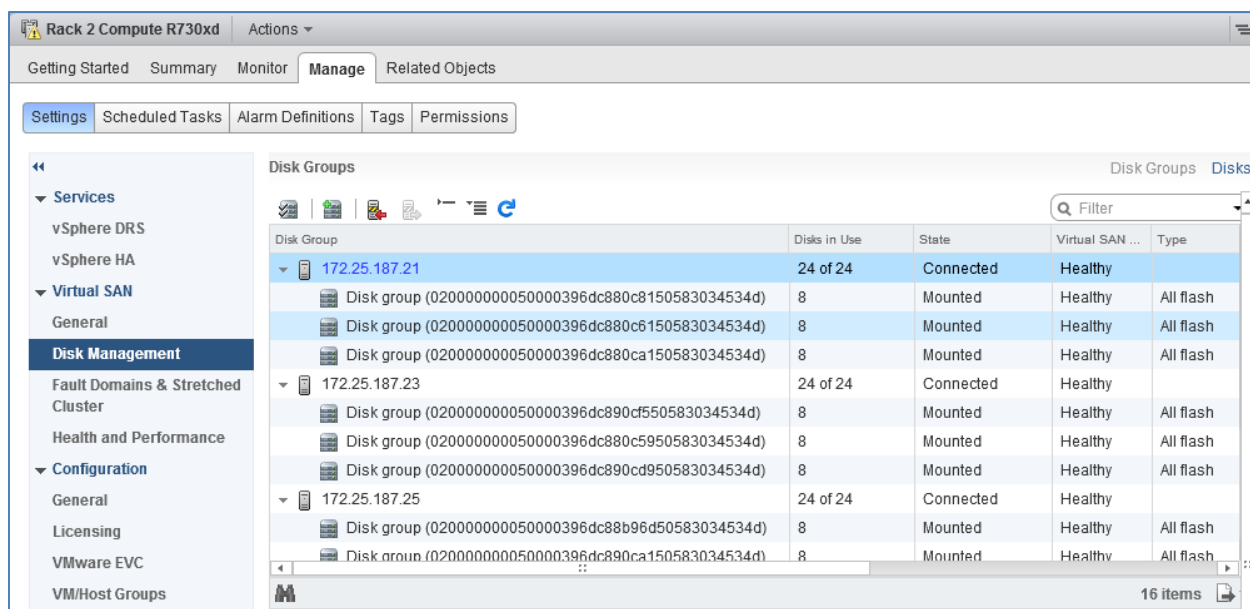 Rack 2 Compute R730xd Actions
Getting Started Summary Monitor Manage Related Objects
Settings Scheduled Tasks Alarm Definitions Tags Permissions
Services
vSphere DRS
vSphere HA
Virtual SAN
General
Disk Management
Fault Domains & Stretched
Cluster
Health and Performance
Configuration
General
Licensing
VMware EVC
VM/Host Groups
Disk Groups Disk Groups Disks
Filter
Disk Group Disks in Use State Virtual SAN ... Type
172.25.187.21 24 of 24 Connected Healthy
Disk group (020000000050000396dc880c815058303453​4d) 8 Mounted Healthy All flash
Disk group (020000000050000396dc880c615058303453​4d) 8 Mounted Healthy All flash
Disk group (020000000050000396dc880ca150583034534d) 8 Mounted Healthy All flash
172.25.187.23 24 of 24 Connected Healthy
Disk group (020000000050000396dc890cf550583034534d) 8 Mounted Healthy All flash
Disk group (020000000050000396dc880c5950583034534d) 8 Mounted Healthy All flash
Disk group (020000000050000396dc890cd950583034534d) 8 Mounted Healthy All flash
172.25.187.25 24 of 24 Connected Healthy
Disk group (020000000050000396dc88b96d50583034534d) 8 Mounted Healthy All flash
Disk group (020000000050000396dc890ca150583034534d) 8 Mounted Healthy All flash
16 items